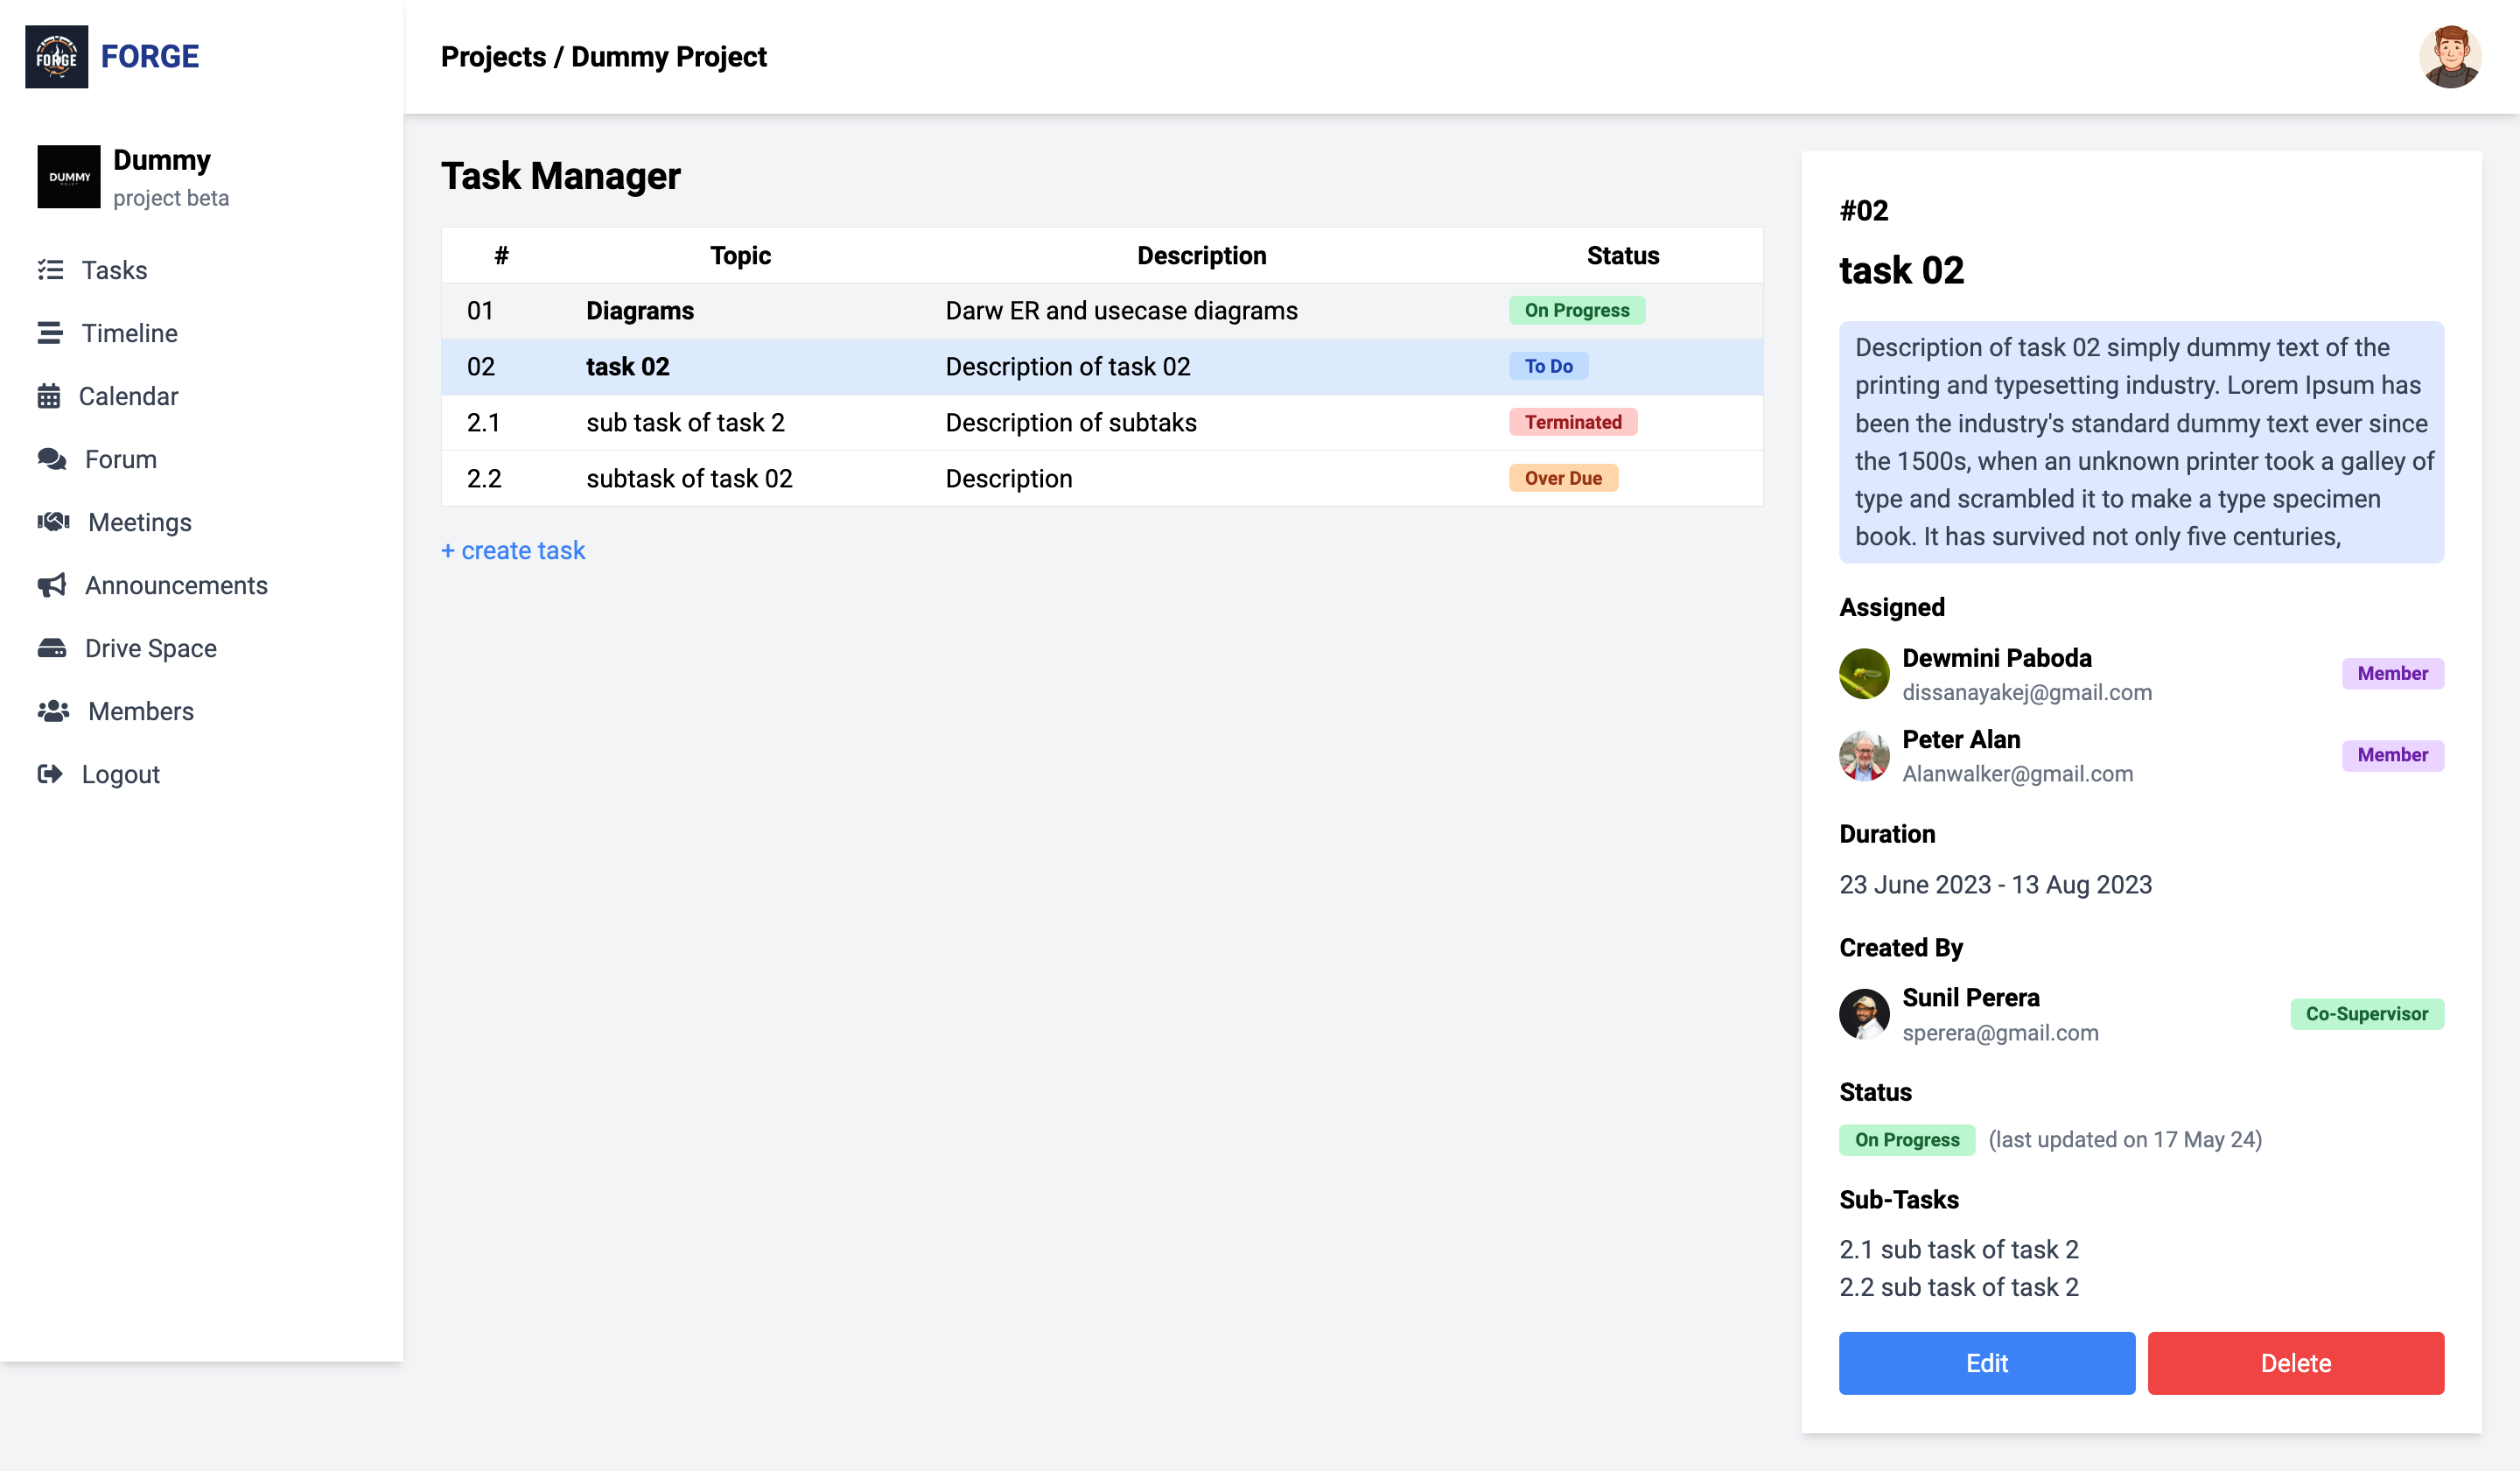 FORGE
FORGE
Projects / Dummy Project
DUMMY
Dummy
project beta
Tasks
Timeline
Calendar
Forum
Meetings
Announcements
Drive Space
Members
Logout
Task Manager
# Topic Description Status
01 Diagrams Darw ER and usecase diagrams On Progress
02 task 02 Description of task 02 To Do
2.1 sub task of task 2 Description of subtaks Terminated
2.2 subtask of task 02 Description Over Due
+ create task
#02
task 02
Description of task 02 simply dummy text of the
printing and typesetting industry. Lorem Ipsum has
been the industry's standard dummy text ever since
the 1500s, when an unknown printer took a galley of
type and scrambled it to make a type specimen
book. It has survived not only five centuries,
Assigned
Dewmini Paboda
dissanayakej@gmail.com
Member
Peter Alan
Alanwalker@gmail.com
Member
Duration
23 June 2023 - 13 Aug 2023
Created By
Sunil Perera
sperera@gmail.com
Co-Supervisor
Status
On Progress (last updated on 17 May 24)
Sub-Tasks
2.1 sub task of task 2
2.2 sub task of task 2
Edit
Delete